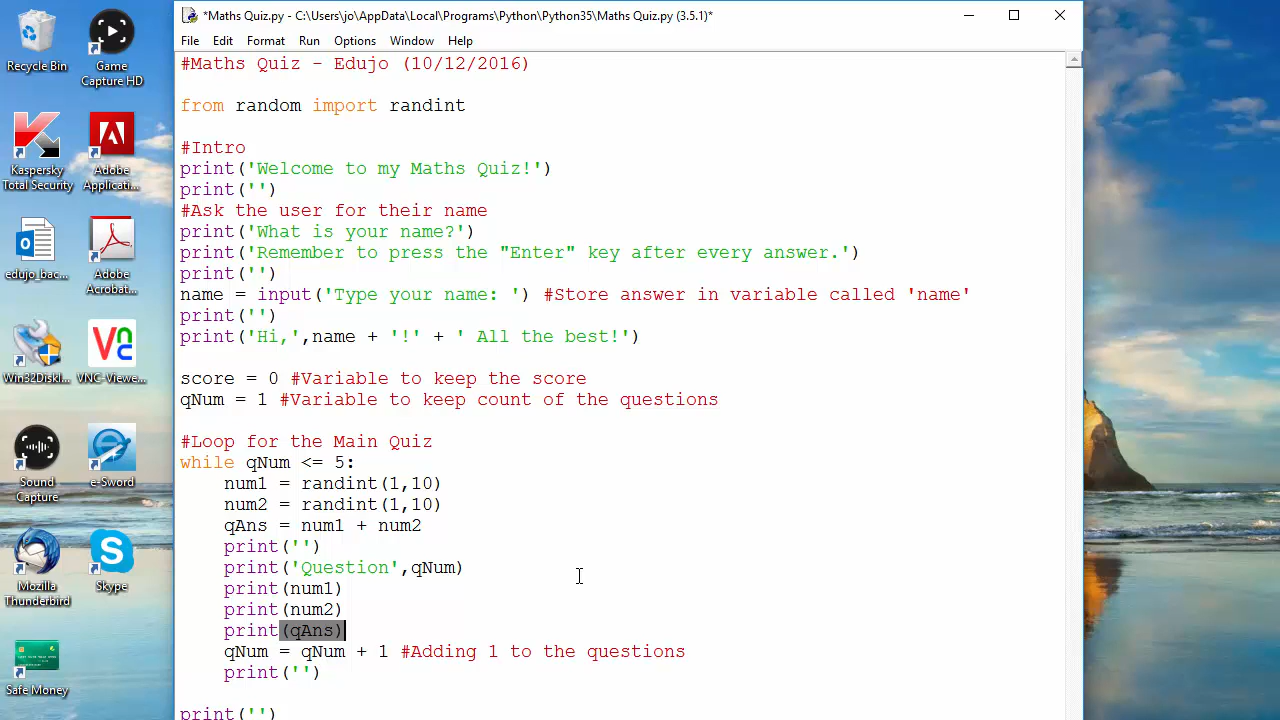 *Maths Quiz.py - C:\Users\jo\AppData\Local\Programs\Python\Python35\Maths Quiz.py (3.5.1)*
File Edit Format Run Options Window Help
#Maths Quiz - Edujo (10/12/2016)
from random import randint
#Intro
print('Welcome to my Maths Quiz!')
print('')
#Ask the user for their name
print('What is your name?')
print('Remember to press the "Enter" key after every answer.')
print('')
name = input('Type your name: ') #Store answer in variable called 'name'
print('')
print('Hi,',name + '!' + ' All the best!')
score = 0 #Variable to keep the score
qNum = 1 #Variable to keep count of the questions
#Loop for the Main Quiz
while qNum <= 5:
num1 = randint(1,10)
num2 = randint(1,10)
qAns = num1 + num2
print('')
print('Question',qNum)
print(num1)
print(num2)
print(qAns)
qNum = qNum + 1 #Adding 1 to the questions
print('')
print('')
Recycle Bin
Game
Capture HD
Kaspersky
Total Security
Adobe
Applicati...
edujo_bac...
Adobe
Acrobat...
Win32Diskl...
VNC-Viewe...
Sound
Capture
e-Sword
Mozilla
Thunderbird
Skype
Safe Money